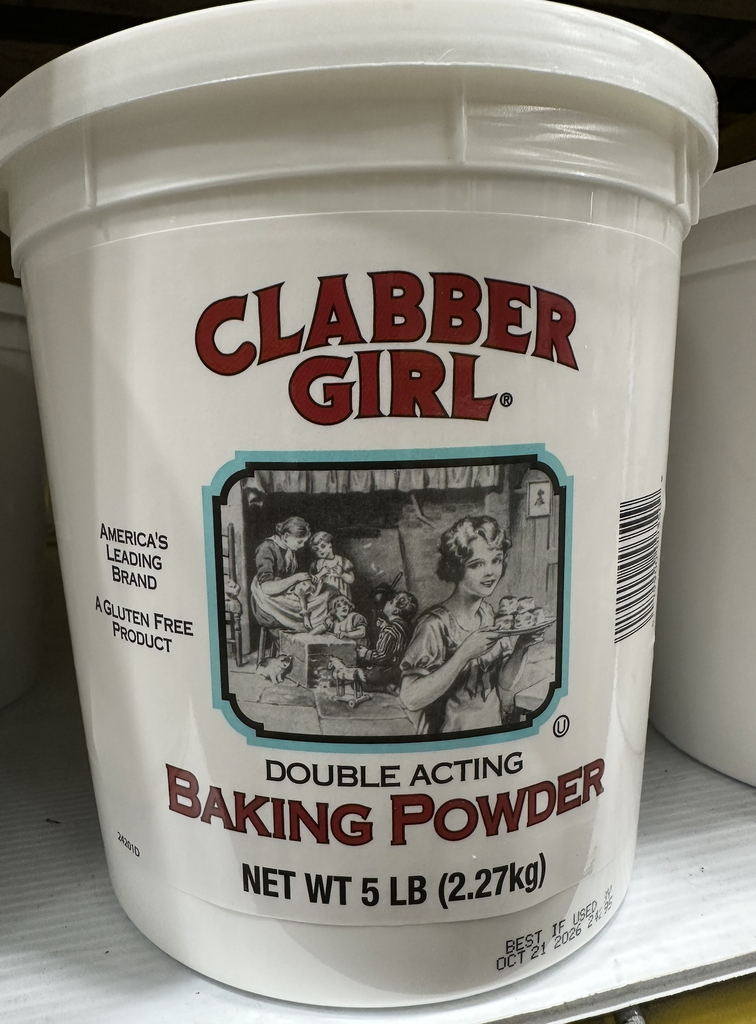 CLABBER
GIRL®
AMERICA'S
LEADING
BRAND
A GLUTEN FREE
PRODUCT
U
DOUBLE ACTING
BAKING POWDER
NET WT 5 LB (2.27kg)
24201D
BEST IF USED
OCT 21 2026